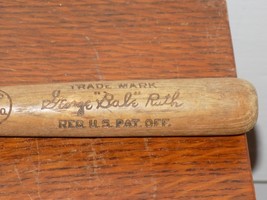 TRADE MARK
George "Babe" Ruth
REG. U.S. PAT. OFF.